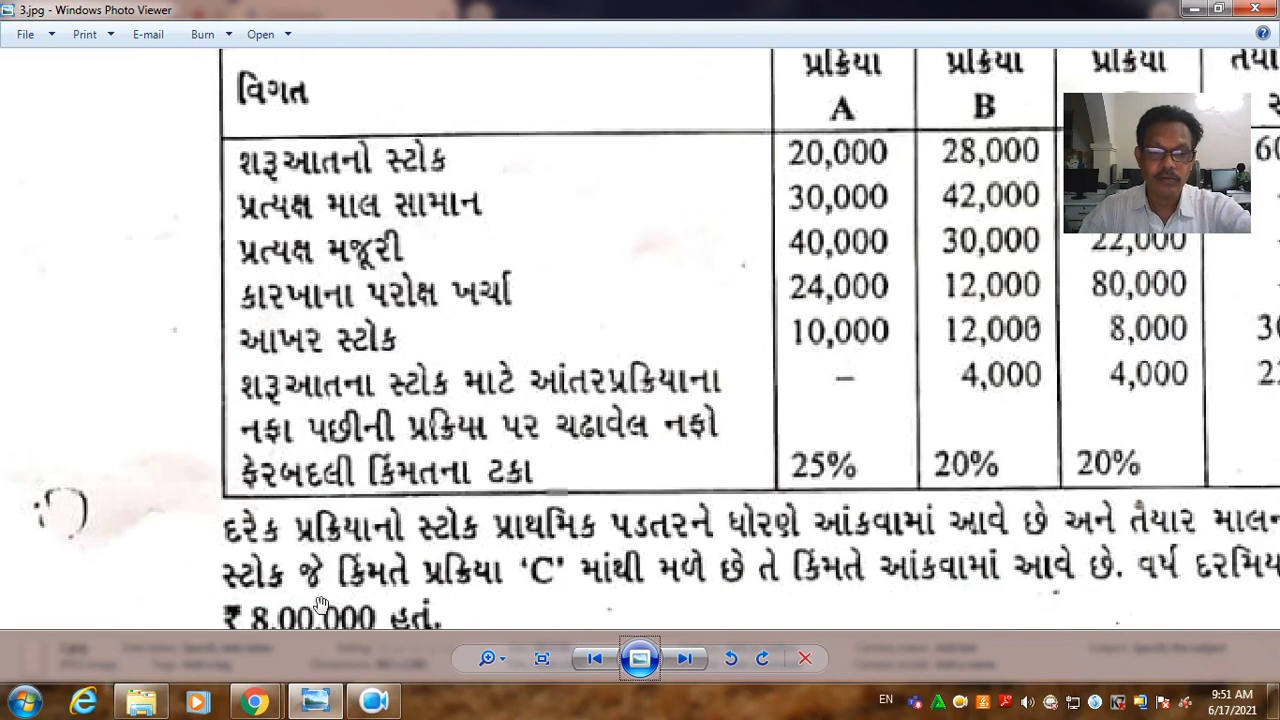 3.jpg - Windows Photo Viewer
File Print E-mail Burn Open
વિગત પ્રક્રિયા પ્રક્રિયા પ્રક્રિયા
A B
શરૂઆતનો સ્ટોક 20,000 28,000
પ્રત્યક્ષ માલ સામાન 30,000 42,000
પ્રત્યક્ષ મજૂરી 40,000 30,000 22,000
કારખાના પરોક્ષ ખર્ચા 24,000 12,000 80,000
આખર સ્ટોક 10,000 12,000 8,000
શરૂઆતના સ્ટોક માટે આંતરપ્રક્રિયાના – 4,000 4,000
નફા પછીની પ્રક્રિયા પર ચઢાવેલ નફો
ફેરબદલી કિંમતના ટકા 25% 20% 20%
દરેક પ્રક્રિયાનો સ્ટોક પ્રાથમિક પડતરને ધોરણે આંકવામાં આવે છે અને તૈયાર
સ્ટોક જે કિંમતે પ્રક્રિયા ‘C’ માંથી મળે છે તે કિંમતે આંકવામાં આવે છે. વર્ષ
₹ 8,00,000 હતું.
EN 9:51 AM
6/17/2021